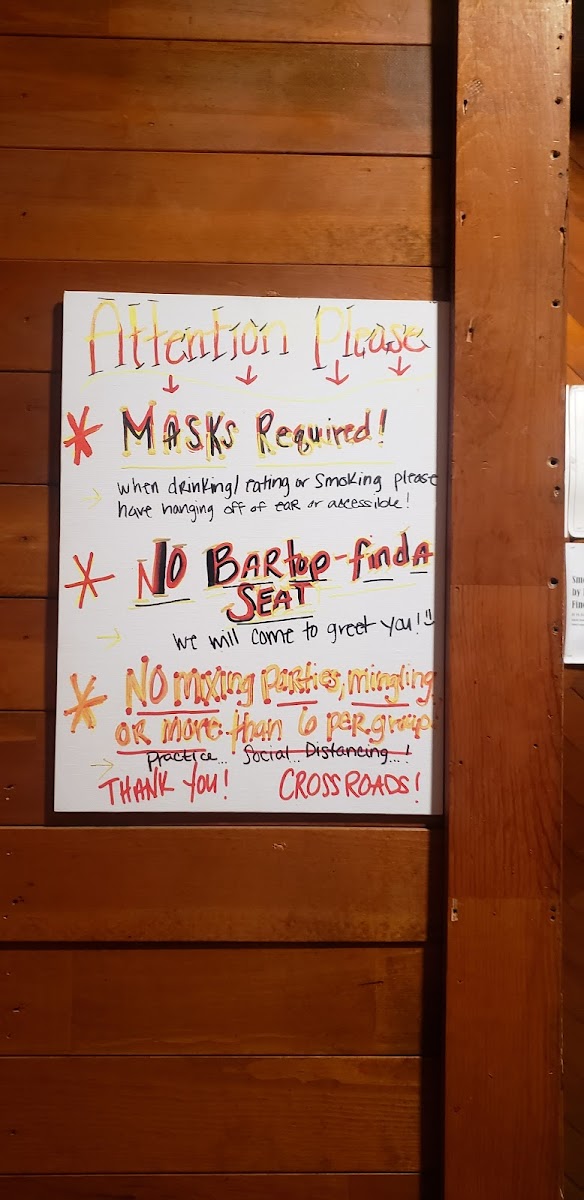 Attention Please
* MASKs Required!
when drinking/eating or smoking please
have hanging off of ear or accessible!
* NO BARtop-find A
SEAT
we will come to greet you!
* NO mixing parties, mingling
OR more than 6 per group
practice... Social.. Distancing...!
THANK YOU! CROSSROADS!